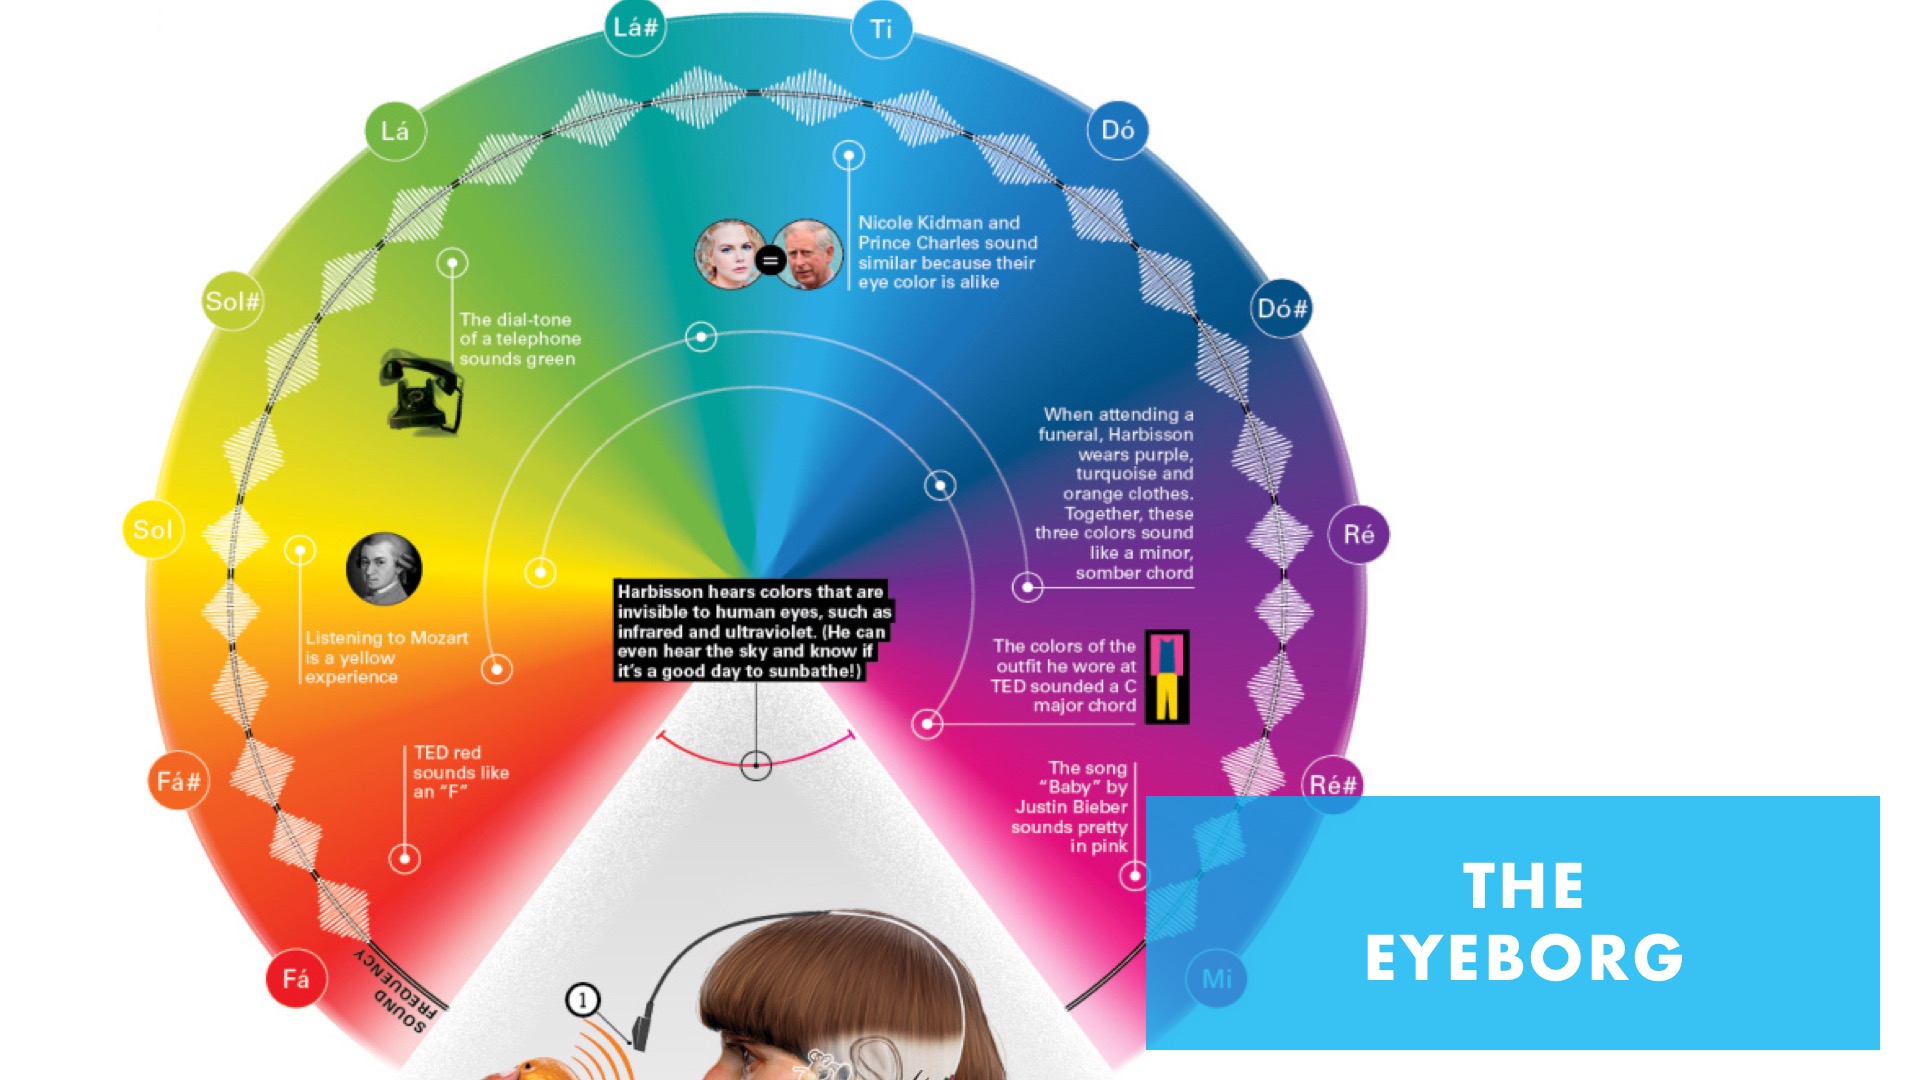 Lá#
Ti
Lá
Dó
Sol#
Dó#
Sol
Ré
Fá#
Ré#
Fá
Mi
Nicole Kidman and
Prince Charles sound
similar because their
eye color is alike
=
The dial-tone
of a telephone
sounds green
When attending a
funeral, Harbisson
wears purple,
turquoise and
orange clothes.
Together, these
three colors sound
like a minor,
somber chord
Listening to Mozart
is a yellow
experience
Harbisson hears colors that are
invisible to human eyes, such as
infrared and ultraviolet. (He can
even hear the sky and know if
it's a good day to sunbathe!)
The colors of the
outfit he wore at
TED sounded a C
major chord
TED red
sounds like
an “F”
The song
“Baby” by
Justin Bieber
sounds pretty
in pink
SOUND
FREQUENCY
1
THE
EYEBORG